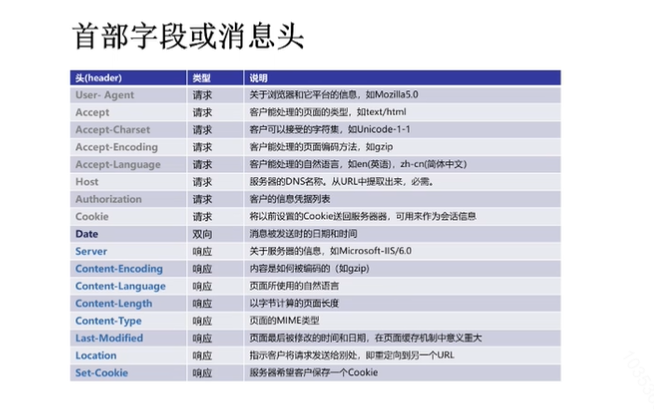 首部字段或消息头
头(header) 类型 说明
User- Agent 请求 关于浏览器和它平台的信息，如Mozilla5.0
Accept 请求 客户能处理的页面的类型，如text/html
Accept-Charset 请求 客户可以接受的字符集，如Unicode-1-1
Accept-Encoding 请求 客户能处理的页面编码方法，如gzip
Accept-Language 请求 客户能处理的自然语言，如en(英语)，zh-cn(简体中文)
Host 请求 服务器的DNS名称。从URL中提取出来，必需。
Authorization 请求 客户的信息凭据列表
Cookie 请求 将以前设置的Cookie送回服务器器，可用来作为会话信息
Date 双向 消息被发送时的日期和时间
Server 响应 关于服务器的信息，如Microsoft-IIS/6.0
Content-Encoding 响应 内容是如何被编码的（如gzip)
Content-Language 响应 页面所使用的自然语言
Content-Length 响应 以字节计算的页面长度
Content-Type 响应 页面的MIME类型
Last-Modified 响应 页面最后被修改的时间和日期，在页面缓存机制中意义重大
Location 响应 指示客户将请求发送给别处，即重定向到另一个URL
Set-Cookie 响应 服务器希望客户保存一个Cookie